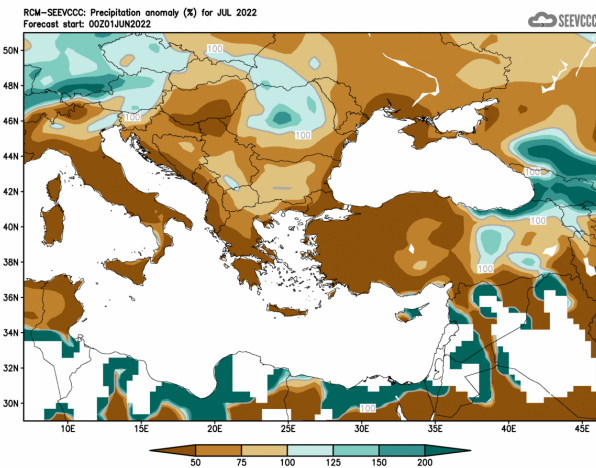 RCM-SEEVCCC: Precipitation anomaly (%) for JUL 2022
Forecast start: 00Z01JUN2022
SEEVCCC
50N
48N
46N
44N
42N
40N
38N
36N
34N
32N
30N
100
100
100
100
100
100
100
10E
15E
20E
25E
30E
35E
40E
45E
50
75
100
125
150
200